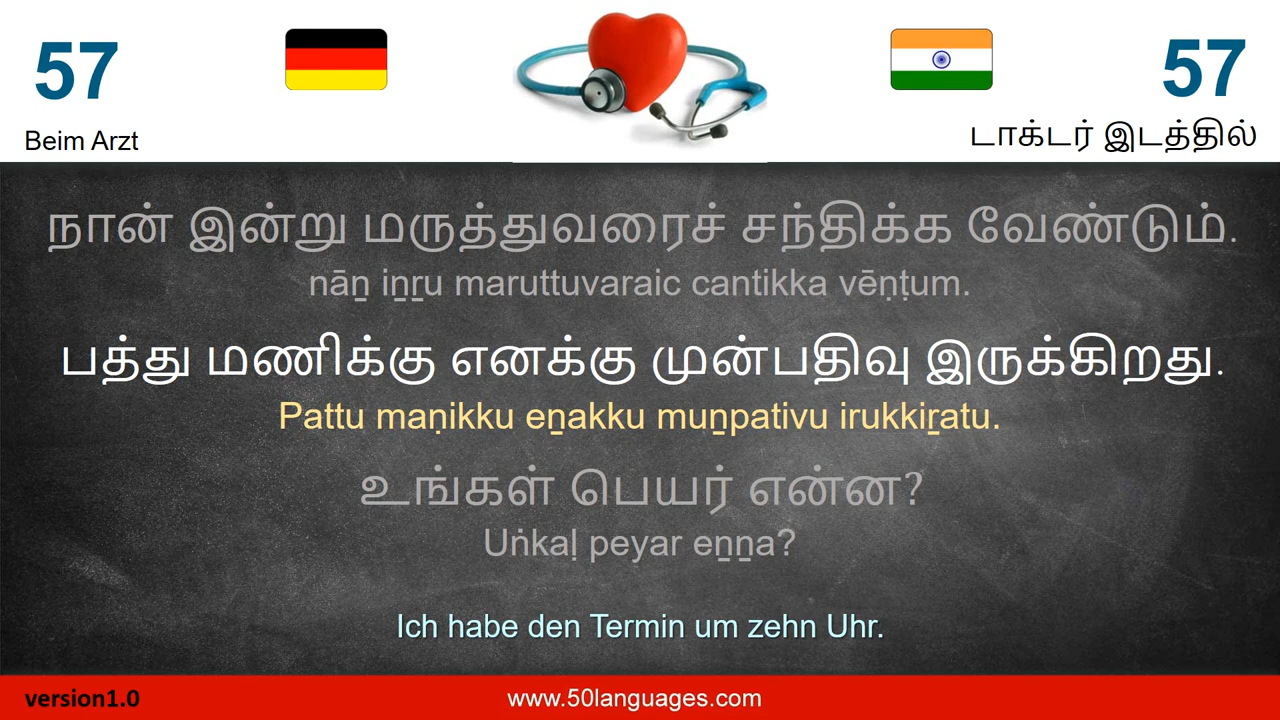 57
57
Beim Arzt
டாக்டர் இடத்தில்
நான் இன்று மருத்துவரைச் சந்திக்க வேண்டும்.
nāṉ iṉṟu maruttuvaraic cantikka vēṇṭum.
பத்து மணிக்கு எனக்கு முன்பதிவு இருக்கிறது.
Pattu maṇikku eṉakku muṉpativu irukkiṟatu.
உங்கள் பெயர் என்ன?
Uṅkaḷ peyar eṉṉa?
Ich habe den Termin um zehn Uhr.
version1.0
www.50languages.com